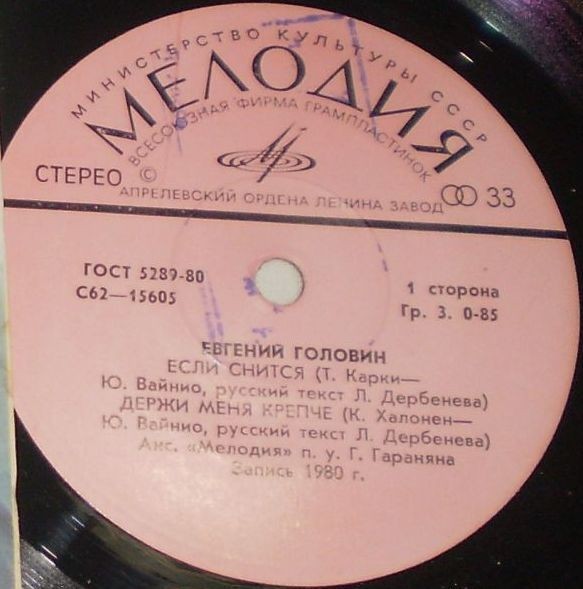 МИНИСТЕРСТВО КУЛЬТУРЫ СССР
МЕЛОДИЯ
ВСЕСОЮЗНАЯ ФИРМА ГРАМПЛАСТИНОК
СТЕРЕО ©
33
АПРЕЛЕВСКИЙ ОРДЕНА ЛЕНИНА ЗАВОД
ГОСТ 5289-80
С62—15605
1 сторона
Гр. 3. 0-85
ЕВГЕНИЙ ГОЛОВИН
ЕСЛИ СНИТСЯ (Т. Карки—
Ю. Вайнио, русский текст Л. Дербенева)
ДЕРЖИ МЕНЯ КРЕПЧЕ (К. Халонен—
Ю. Вайнио, русский текст Л. Дербенева)
Анс. «Мелодия» п. у. Г. Гараняна
Запись 1980 г.